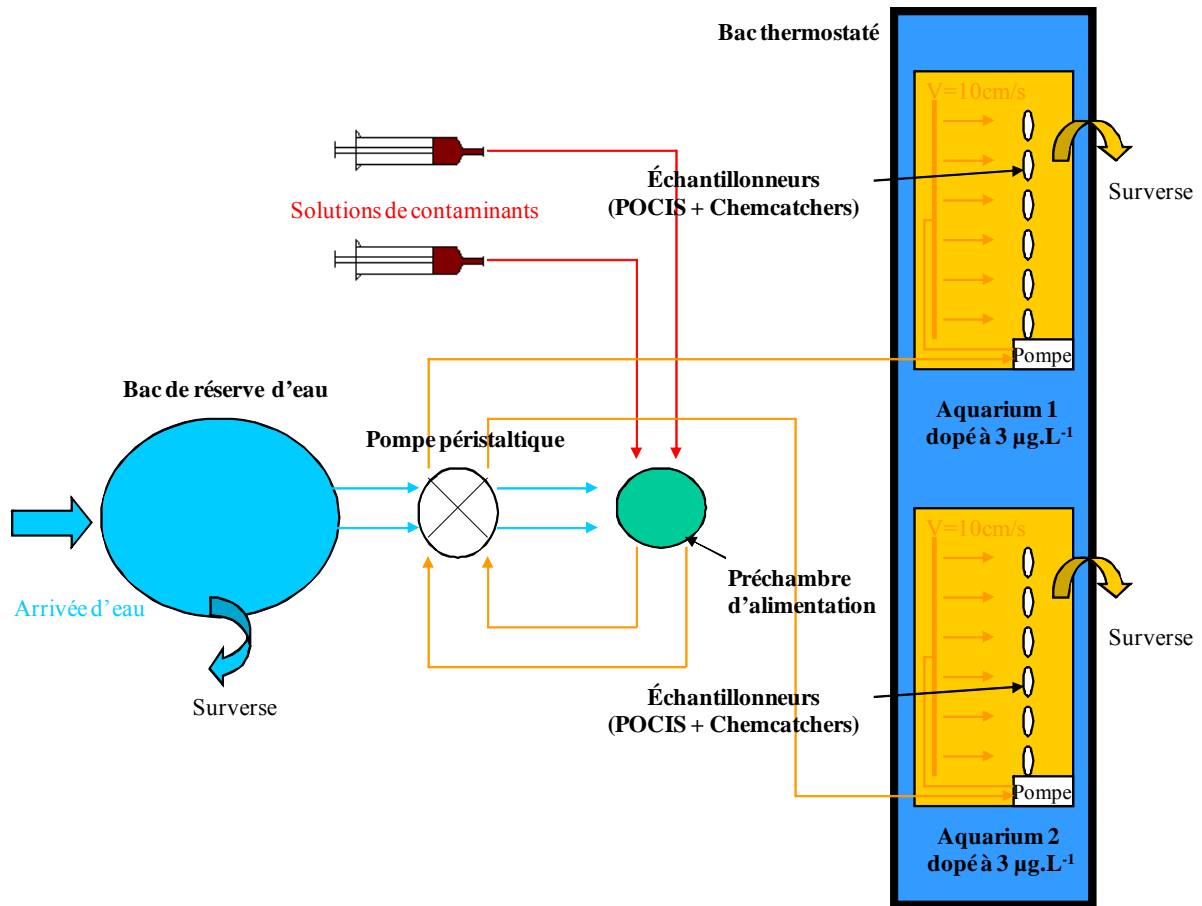 Bac thermostaté
V=10cm/s
Échantillonneurs
(POCIS + Chemcatchers)
Surverse
Solutions de contaminants
Pompe
Bac de réserve d’eau
Aquarium 1
dopé à 3 µg.L-1
Pompe péristaltique
V=10cm/s
Préchambre
d’alimentation
Arrivée d’eau
Surverse
Échantillonneurs
(POCIS + Chemcatchers)
Surverse
Pompe
Aquarium 2
dopé à 3 µg.L-1